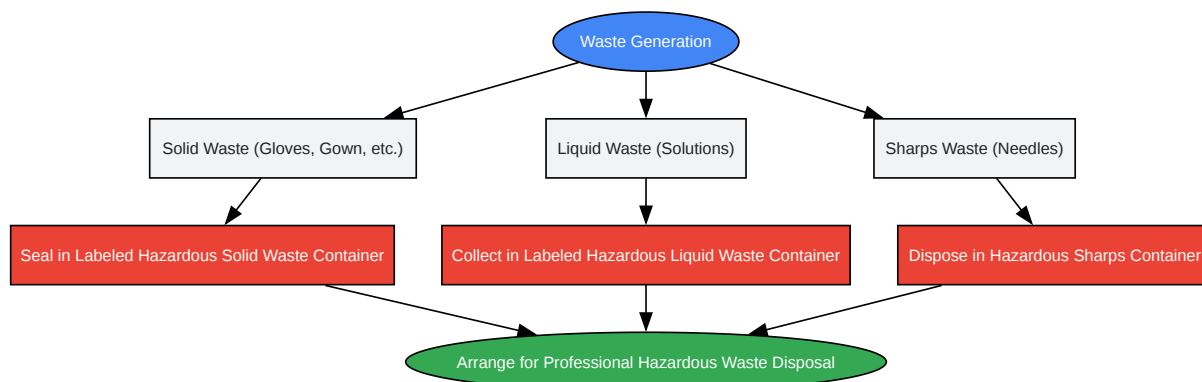 Waste Generation
Solid Waste (Gloves, Gown, etc.)
Liquid Waste (Solutions)
Sharps Waste (Needles)
Seal in Labeled Hazardous Solid Waste Container
Collect in Labeled Hazardous Liquid Waste Container
Dispose in Hazardous Sharps Container
Arrange for Professional Hazardous Waste Disposal